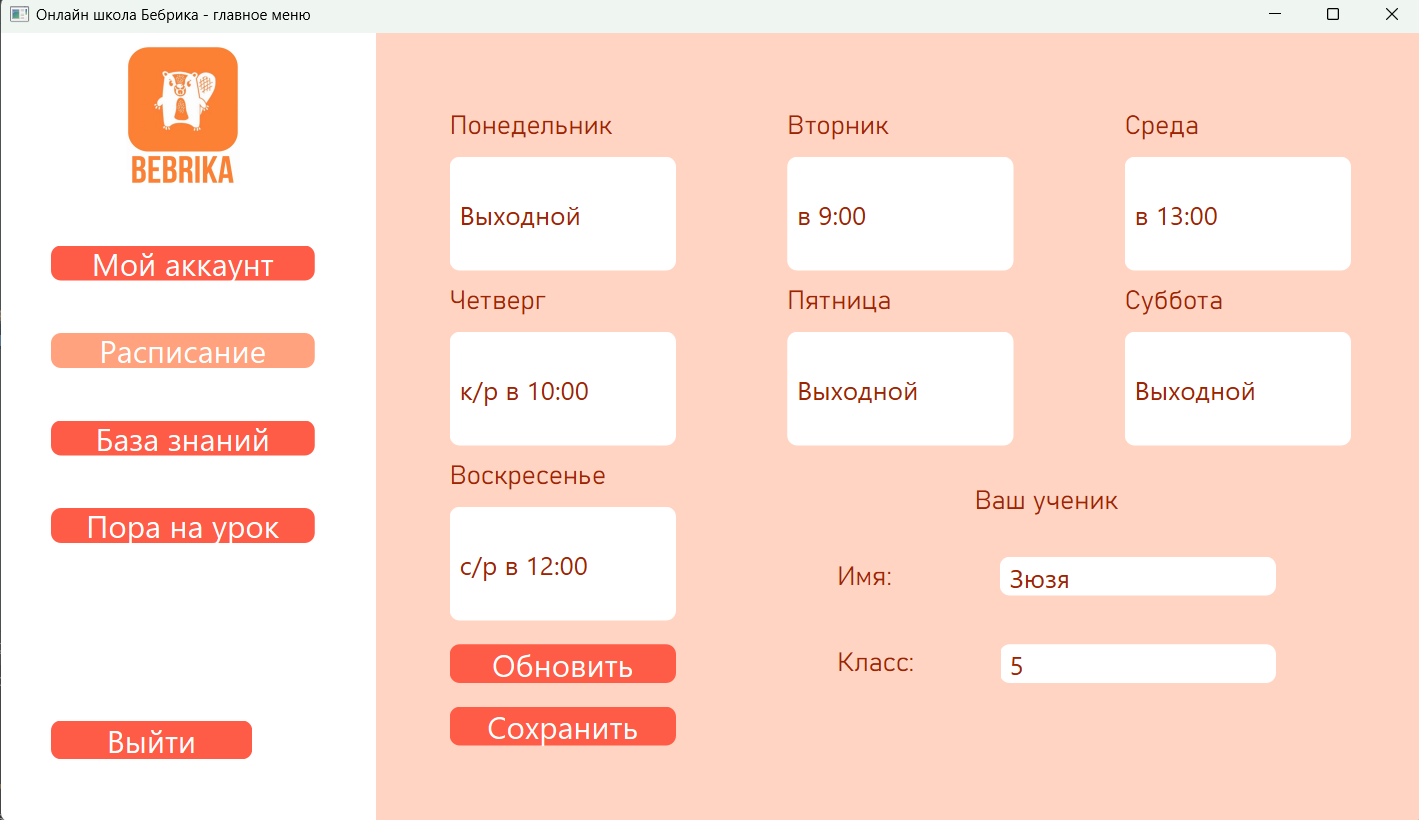 Онлайн школа Бебрика - главное меню
BEBRIKA
Мой аккаунт
Расписание
База знаний
Пора на урок
Выйти
Понедельник
Вторник
Среда
Выходной
в 9:00
в 13:00
Четверг
Пятница
Суббота
к/р в 10:00
Выходной
Выходной
Воскресенье
с/р в 12:00
Обновить
Сохранить
Ваш ученик
Имя:
Зюзя
Класс:
5